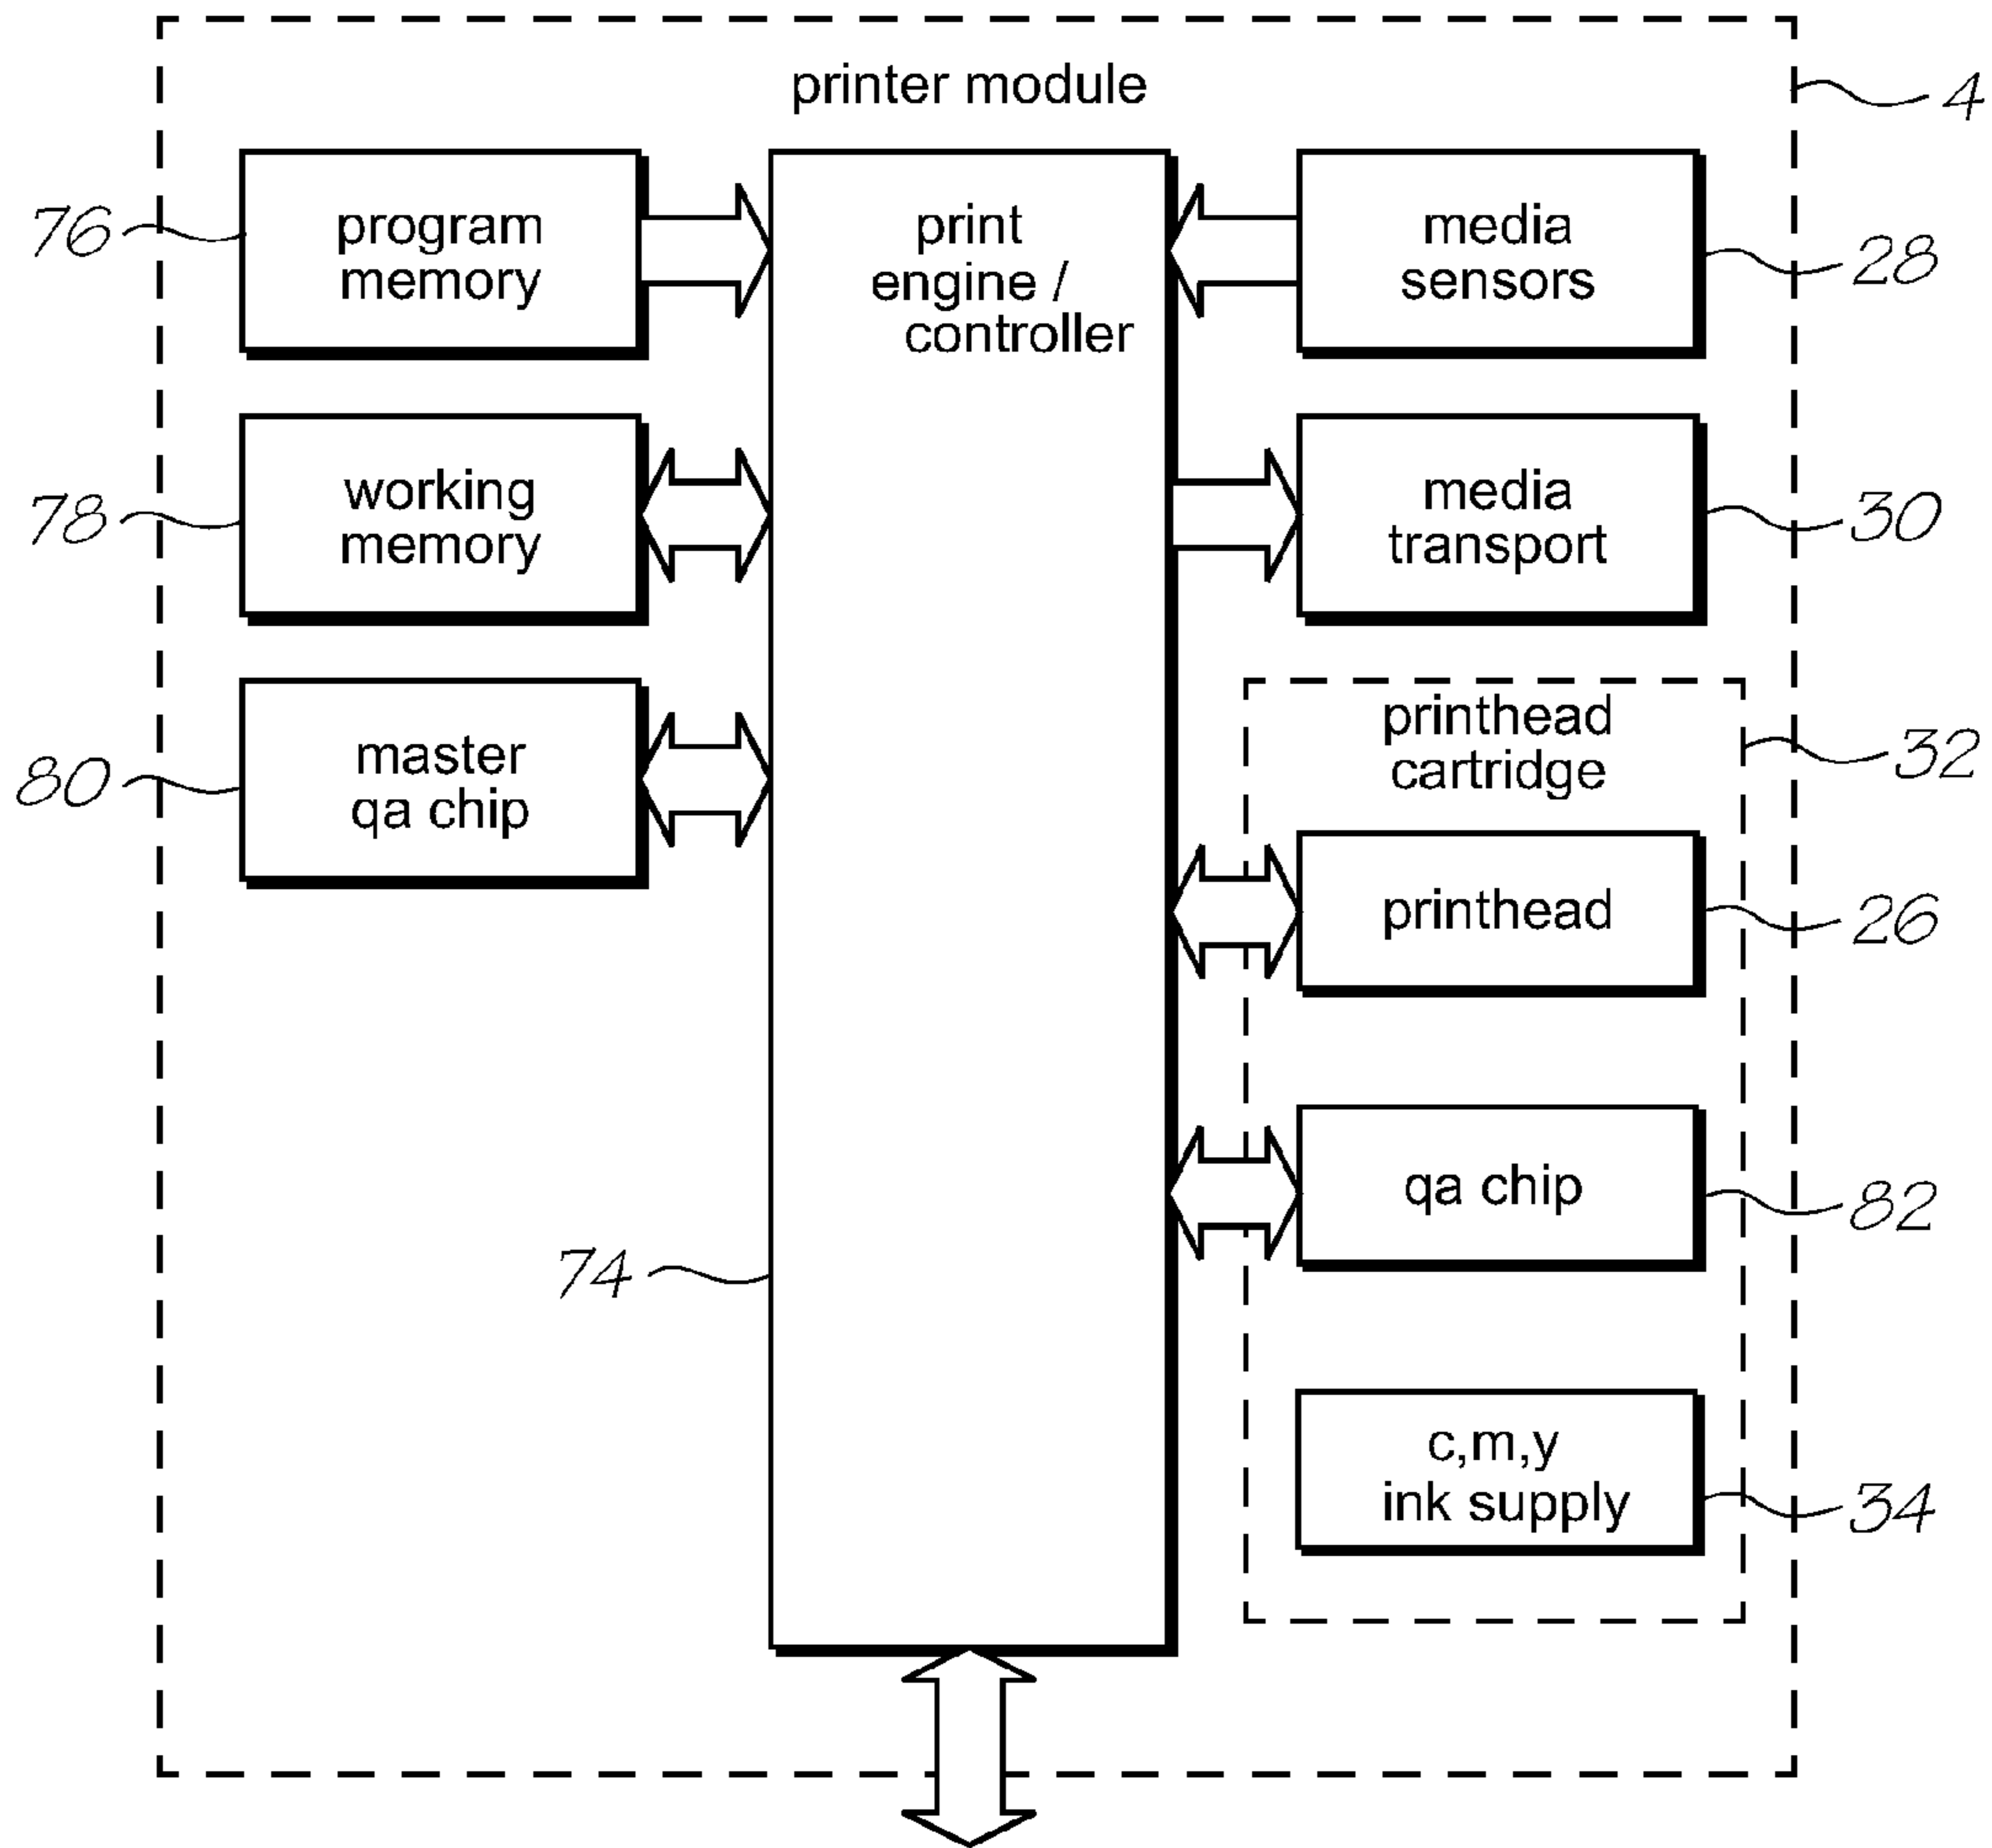 printer module
4
76
program
memory
print
engine /
controller
media
sensors
28
78
working
memory
media
transport
30
80
master
qa chip
printhead
cartridge
32
printhead
26
qa chip
82
74
c,m,y
ink supply
34